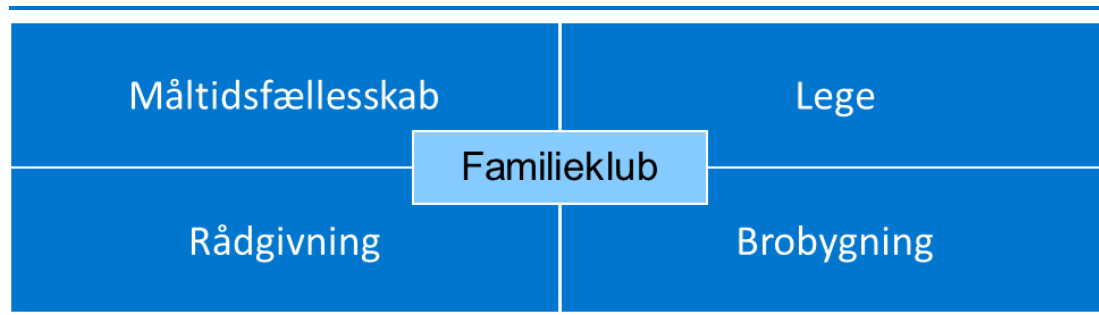 Måltidsfællesskab
Lege
Familieklub
Rådgivning
Brobygning